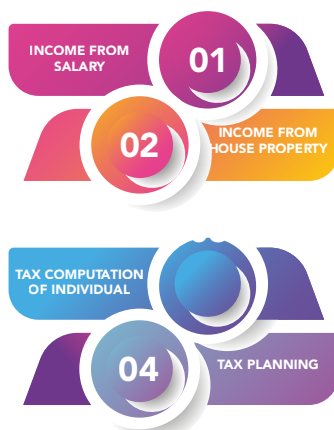 INCOME FROM
SALARY
01
02
INCOME FROM
HOUSE PROPERTY
TAX COMPUTATION
OF INDIVIDUAL
04
TAX PLANNING